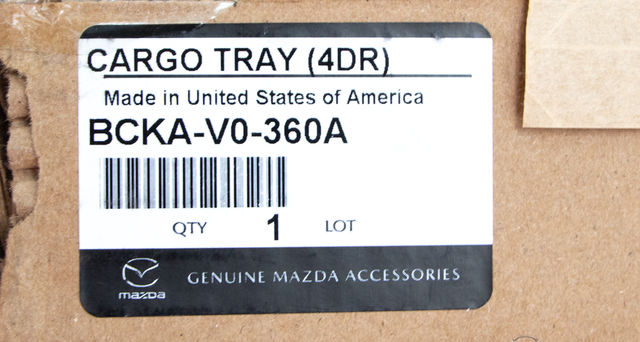 CARGO TRAY (4DR)
Made in United States of America
BCKA-V0-360A
QTY 1 LOT
mazda GENUINE MAZDA ACCESSORIES